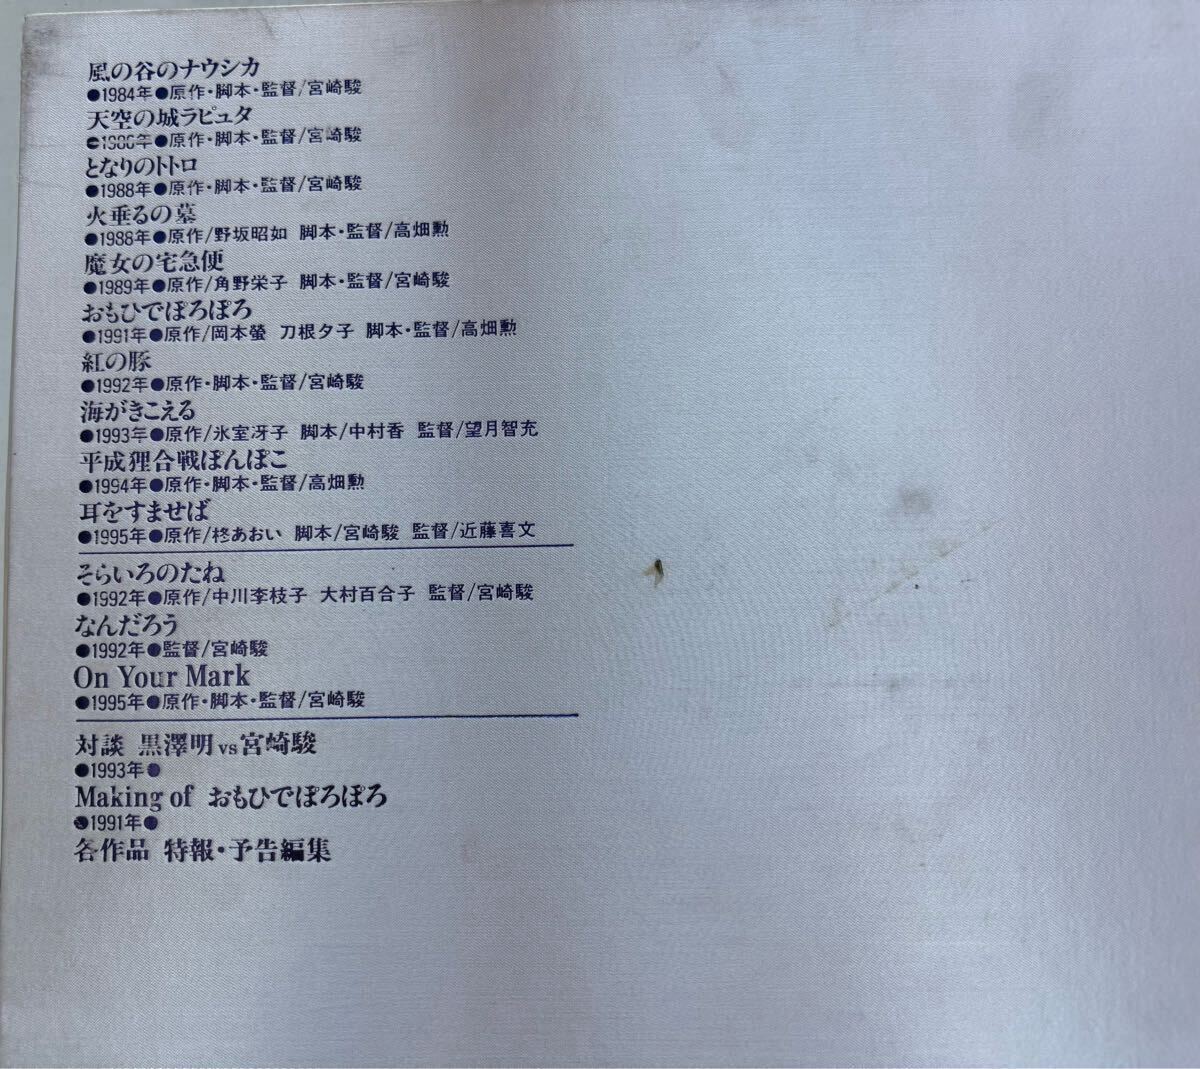 風の谷のナウシカ
●1984年●原作・脚本・監督/宮崎駿
天空の城ラピュタ
●1986年●原作・脚本・監督/宮崎駿
となりのトトロ
●1988年●原作・脚本・監督/宮崎駿
火垂るの墓
●1988年●原作/野坂昭如 脚本・監督/高畑勲
魔女の宅急便
●1989年●原作/角野栄子 脚本・監督/宮崎駿
おもひでぽろぽろ
●1991年●原作/岡本螢 刀根夕子 脚本・監督/高畑勲
紅の豚
●1992年●原作・脚本・監督/宮崎駿
海がきこえる
●1993年●原作/氷室冴子 脚本/中村香 監督/望月智充
平成狸合戦ぽんぽこ
●1994年●原作・脚本・監督/高畑勲
耳をすませば
●1995年●原作/柊あおい 脚本/宮崎駿 監督/近藤喜文
そらいろのたね
●1992年●原作/中川李枝子 大村百合子 監督/宮崎駿
なんだろう
●1992年●監督/宮崎駿
On Your Mark
●1995年●原作・脚本・監督/宮崎駿
対談 黒澤明vs宮崎駿
●1993年●
Making of おもひでぽろぽろ
●1991年●
各作品 特報・予告編集